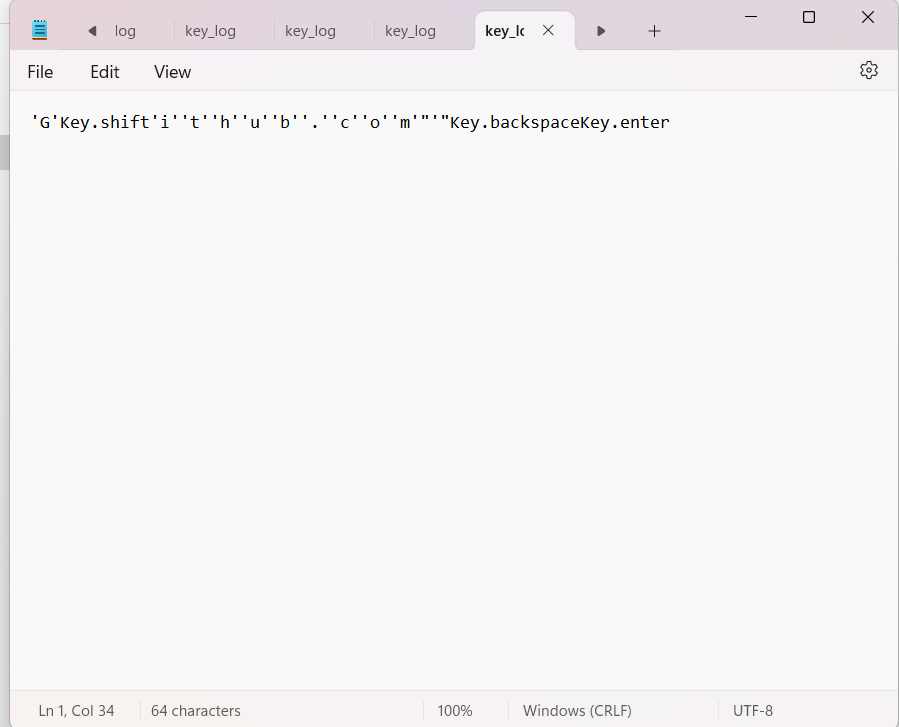 log key_log key_log key_log key_lo
File Edit View
'G'Key.shift'i''t''h''u''b''.''c''o''m'"'"Key.backspaceKey.enter
Ln 1, Col 34 64 characters 100% Windows (CRLF) UTF-8